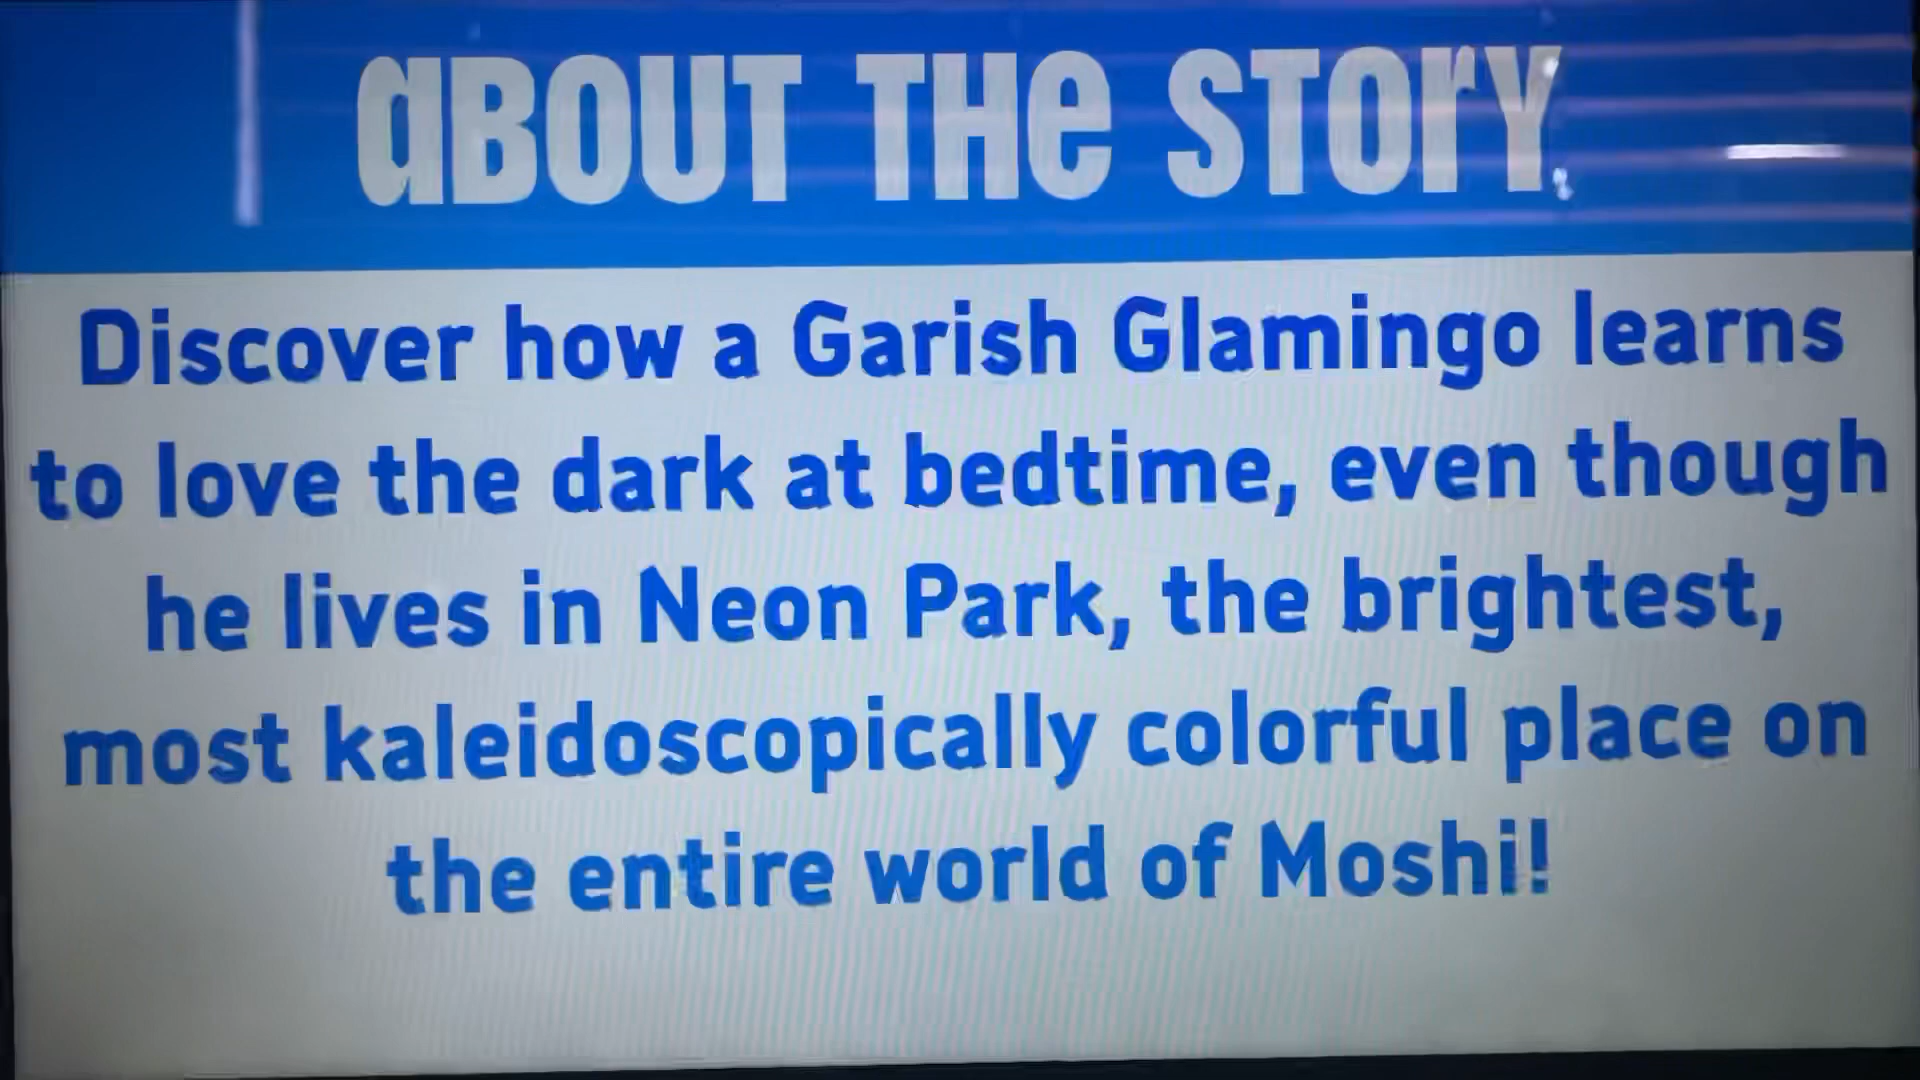 aBOUT THe STOrY
Discover how a Garish Glamingo learns
to love the dark at bedtime, even though
he lives in Neon Park, the brightest,
most kaleidoscopically colorful place on
the entire world of Moshi!